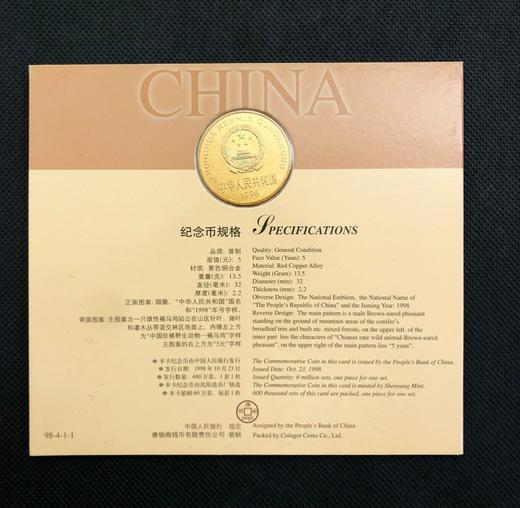 CHINA
ZHONGHUA RENMIN GONGHEGUO
中华人民共和国
1998
纪念币规格 SPECIFICATIONS
品质: 普制
面值(元): 5
材质: 紫色铜合金
重量(克): 13.5
直径(毫米): 32
厚度(毫米): 2.2
正面图案: 国徽、“中华人民共和国”国名
和“1998”年号字样。
背面图案: 主图案为一只雄性褐马鸡站在山区针叶、阔叶
和灌木丛等混交林区地面上, 内缘左上方
为“中国珍稀野生动物—褐马鸡”字样
主图案的右上方为“5元”字样
Quality: General Condition
Face Value (Yuan): 5
Material: Red Copper Alloy
Weight (Gram): 13.5
Diameter (mm): 32
Thickness (mm): 2.2
Obverse Design: The National Emblem, the National Name of
"The People's Republic of China" and the Issuing Year: 1998
Reverse Design: The main pattern is a male Brown-eared pheasant
standing on the ground of mountain areas of the conifer's
broadleaf tree and bush etc. mixed forests, on the upper left of the
inner part lies the characters of "Chinese rare wild animal-Brown-eared
pheasant", on the upper right of the main pattern lies "5 yuan".
◆ 本卡纪念币由中国人民银行发行
◆ 发行日期: 1998年10月23日
◆ 发行数量: 600万套, 1套1枚
◆ 本卡纪念币由沈阳造币厂铸造
◆ 本卡装帧60万套, 每套1枚
The Commemorative Coin in this card is issued by the People's Bank of China.
Issued Date: Oct. 23, 1998
Issued Quantity: 6 million sets, one piece for one set.
The Commemorative Coin in this card is minted by Shenyang Mint.
600 thousand sets of this card are packed, one piece for one set.
中国人民银行 指定
康银阁钱币有限责任公司 装帧
Assigned by the People's Bank of China
Packed by Coingot Coins Co., Ltd.
98-4-1-1